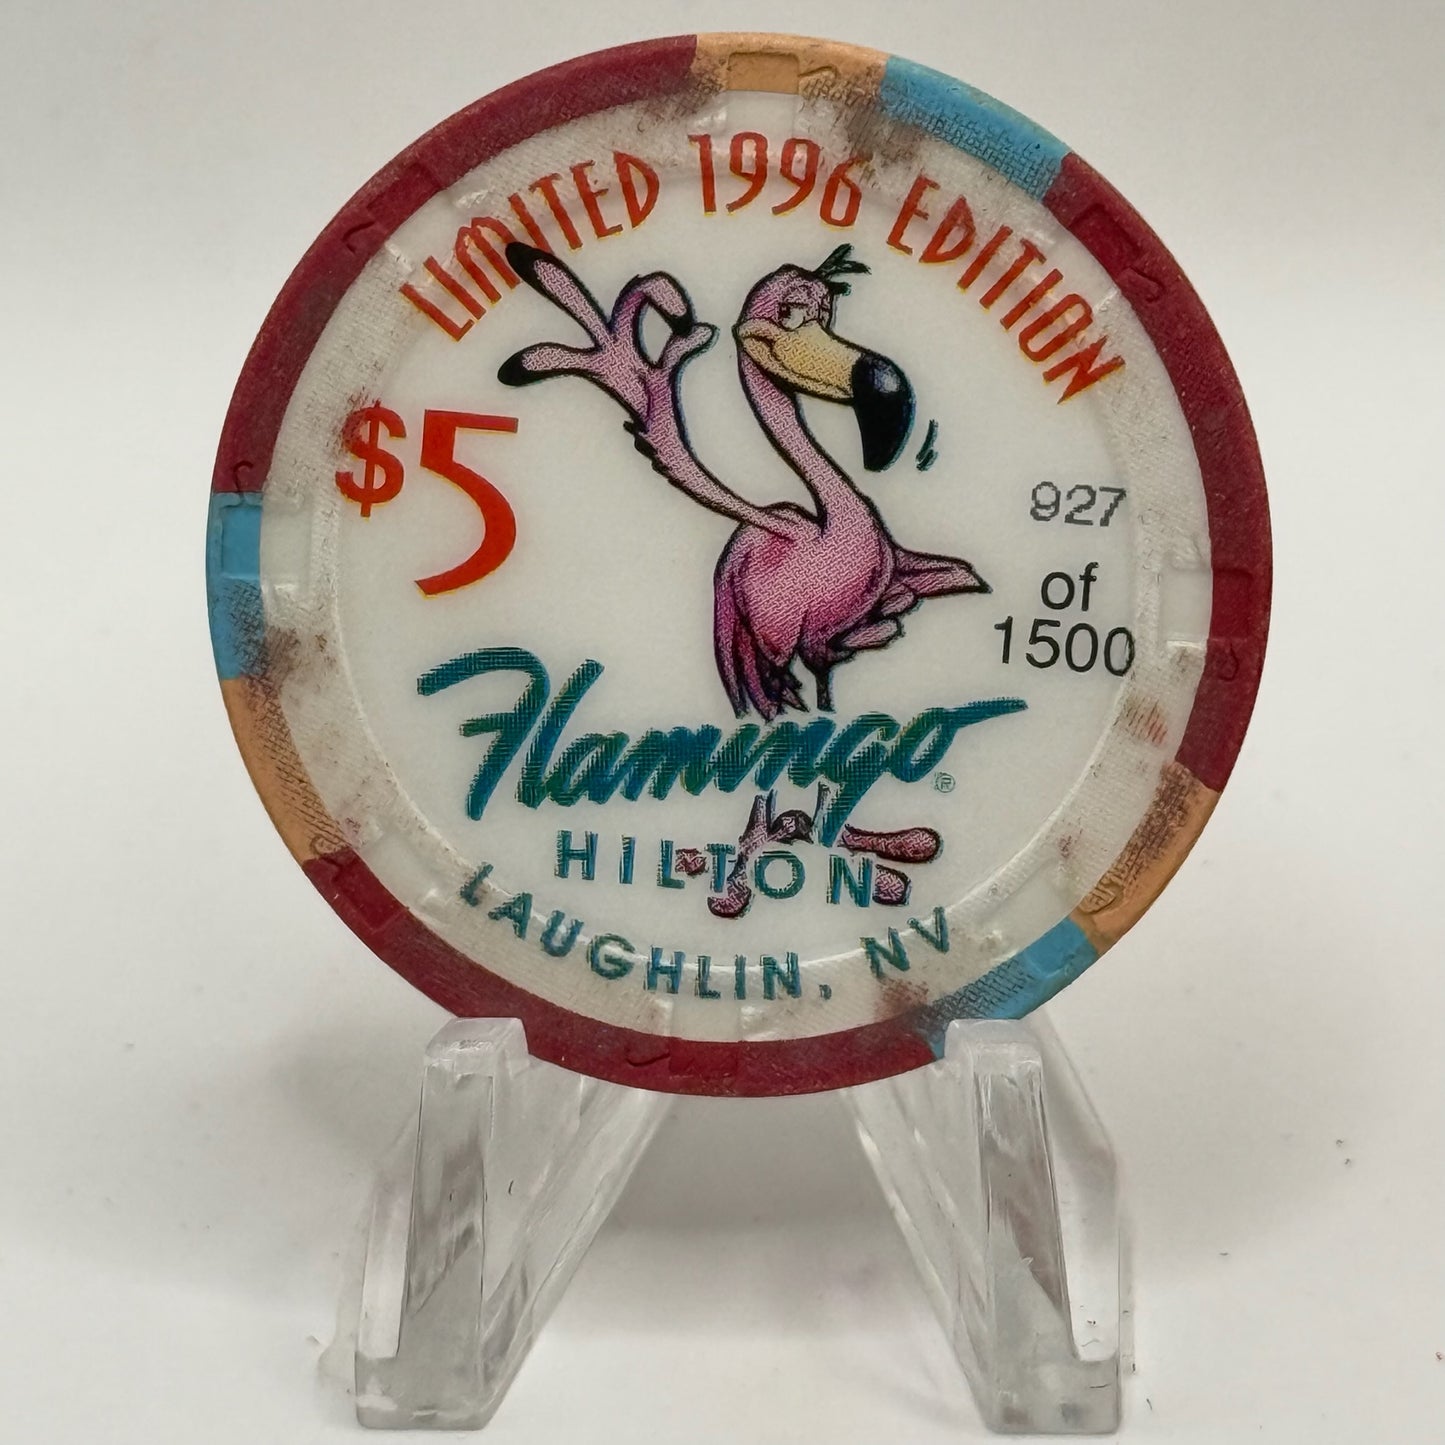 LIMITED 1996 EDITION
$5
927
of
1500
Flamingo®
HILTON
LAUGHLIN, NV